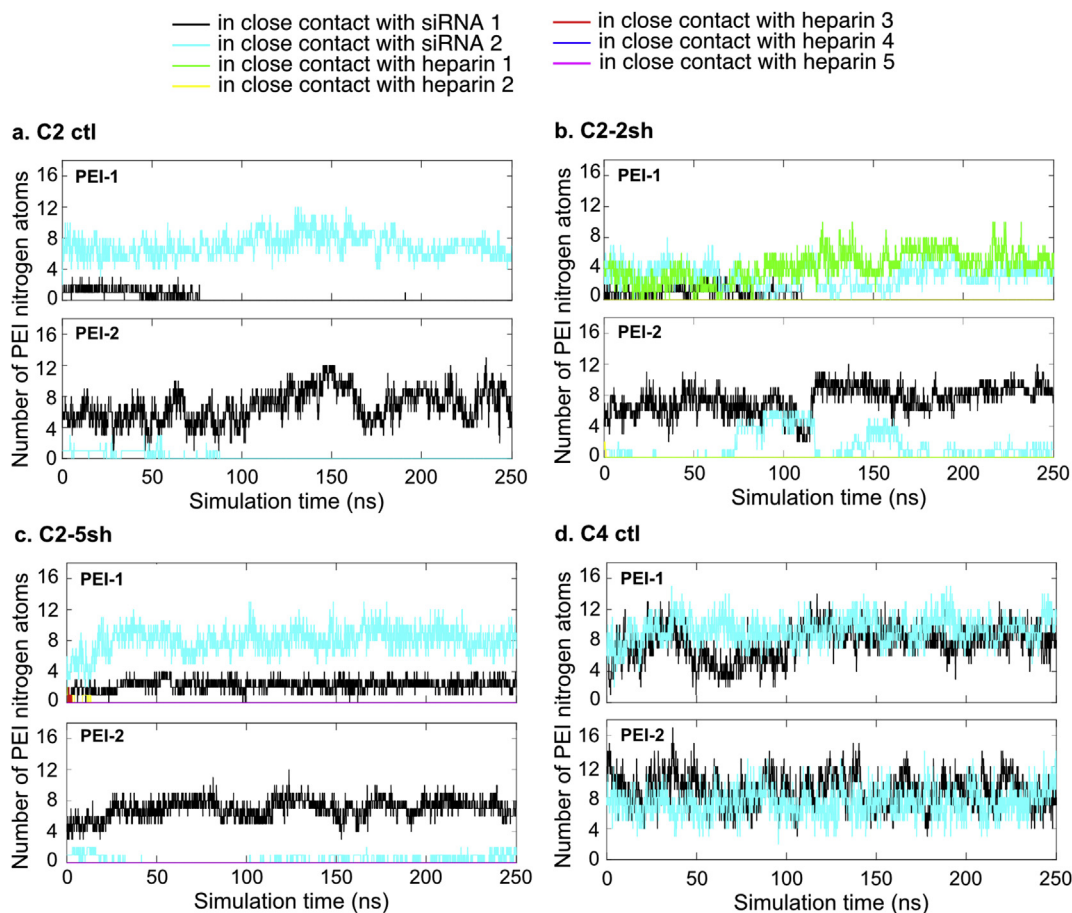 in close contact with siRNA 1
in close contact with siRNA 2
in close contact with heparin 1
in close contact with heparin 2
in close contact with heparin 3
in close contact with heparin 4
in close contact with heparin 5
a. C2 ctl
Number of PEI nitrogen atoms
PEI-1
16
12
8
4
0
PEI-2
16
12
8
4
0
0 50 100 150 200 250
Simulation time (ns)
b. C2-2sh
Number of PEI nitrogen atoms
PEI-1
16
12
8
4
0
PEI-2
16
12
8
4
0
0 50 100 150 200 250
Simulation time (ns)
c. C2-5sh
Number of PEI nitrogen atoms
PEI-1
16
12
8
4
0
PEI-2
16
12
8
4
0
0 50 100 150 200 250
Simulation time (ns)
d. C4 ctl
Number of PEI nitrogen atoms
PEI-1
16
12
8
4
0
PEI-2
16
12
8
4
0
0 50 100 150 200 250
Simulation time (ns)